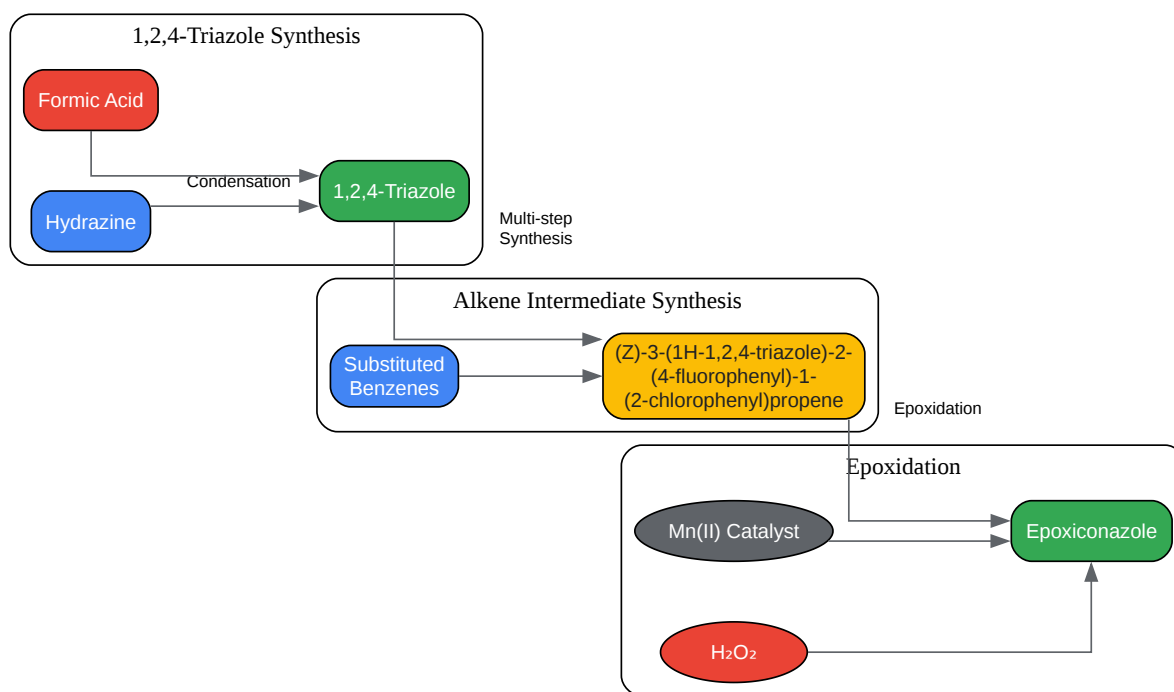 1,2,4-Triazole Synthesis
Formic Acid
Condensation
1,2,4-Triazole
Hydrazine
Multi-step
Synthesis
Alkene Intermediate Synthesis
Substituted
Benzenes
(Z)-3-(1H-1,2,4-triazole)-2-
(4-fluorophenyl)-1-
(2-chlorophenyl)propene
Epoxidation
Epoxidation
Mn(II) Catalyst
Epoxiconazole
H₂O₂